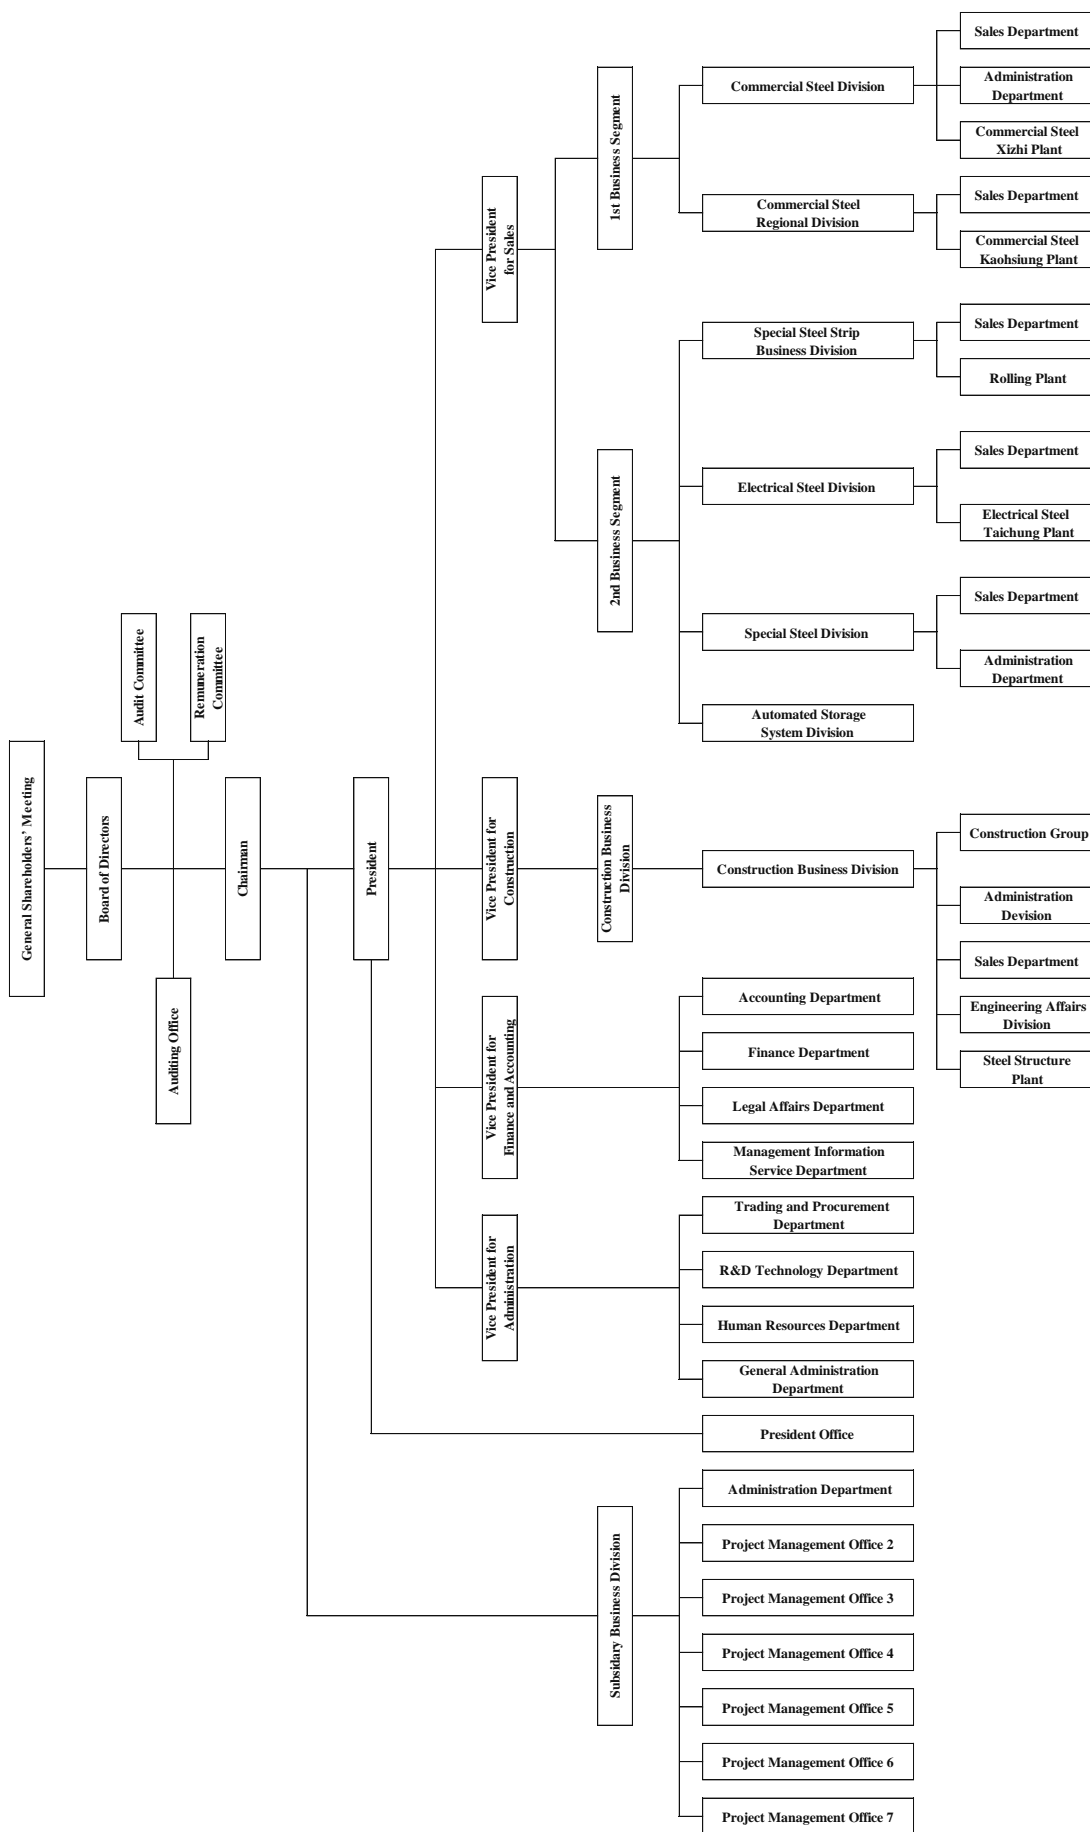 General Shareholders' Meeting
Board of Directors
Audit Committee
Remuneration
Committee
Auditing Office
Chairman
President
Vice President
for Sales
1st Business Segment
Commercial Steel Division
Sales Department
Administration
Department
Commercial Steel
Xizhi Plant
Commercial Steel
Regional Division
Sales Department
Commercial Steel
Kaohsiung Plant
2nd Business Segment
Special Steel Strip
Business Division
Sales Department
Rolling Plant
Electrical Steel Division
Sales Department
Electrical Steel
Taichung Plant
Special Steel Division
Sales Department
Administration
Department
Automated Storage
System Division
Vice President for
Construction
Construction Business
Division
Construction Business Division
Construction Group
Administration
Devision
Sales Department
Engineering Affairs
Division
Steel Structure
Plant
Vice President for
Finance and Accounting
Accounting Department
Finance Department
Legal Affairs Department
Management Information
Service Department
Vice President for
Administration
Trading and Procurement
Department
R&D Technology Department
Human Resources Department
General Administration
Department
President Office
Subsidary Business Division
Administration Department
Project Management Office 2
Project Management Office 3
Project Management Office 4
Project Management Office 5
Project Management Office 6
Project Management Office 7